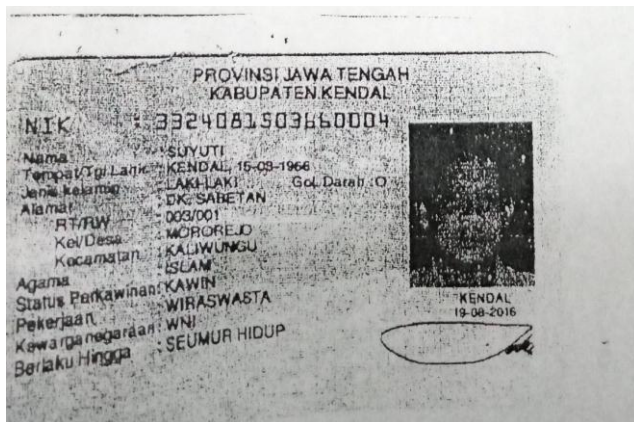 PROVINSI JAWA TENGAH
KABUPATEN KENDAL
NIK : 3324081503660004
Nama : SUYUTI
Tempat/Tgl Lahir : KENDAL, 15-03-1966
Jenis kelamin : LAKI-LAKI Gol. Darah : O
Alamat : DK. SABETAN
RT/RW : 003/001
Kel/Desa : MOROREJO
Kecamatan : KALIWUNGU
Agama : ISLAM
Status Perkawinan : KAWIN
Pekerjaan : WIRASWASTA
Kewarganegaraan : WNI
Berlaku Hingga : SEUMUR HIDUP
KENDAL
19-08-2016